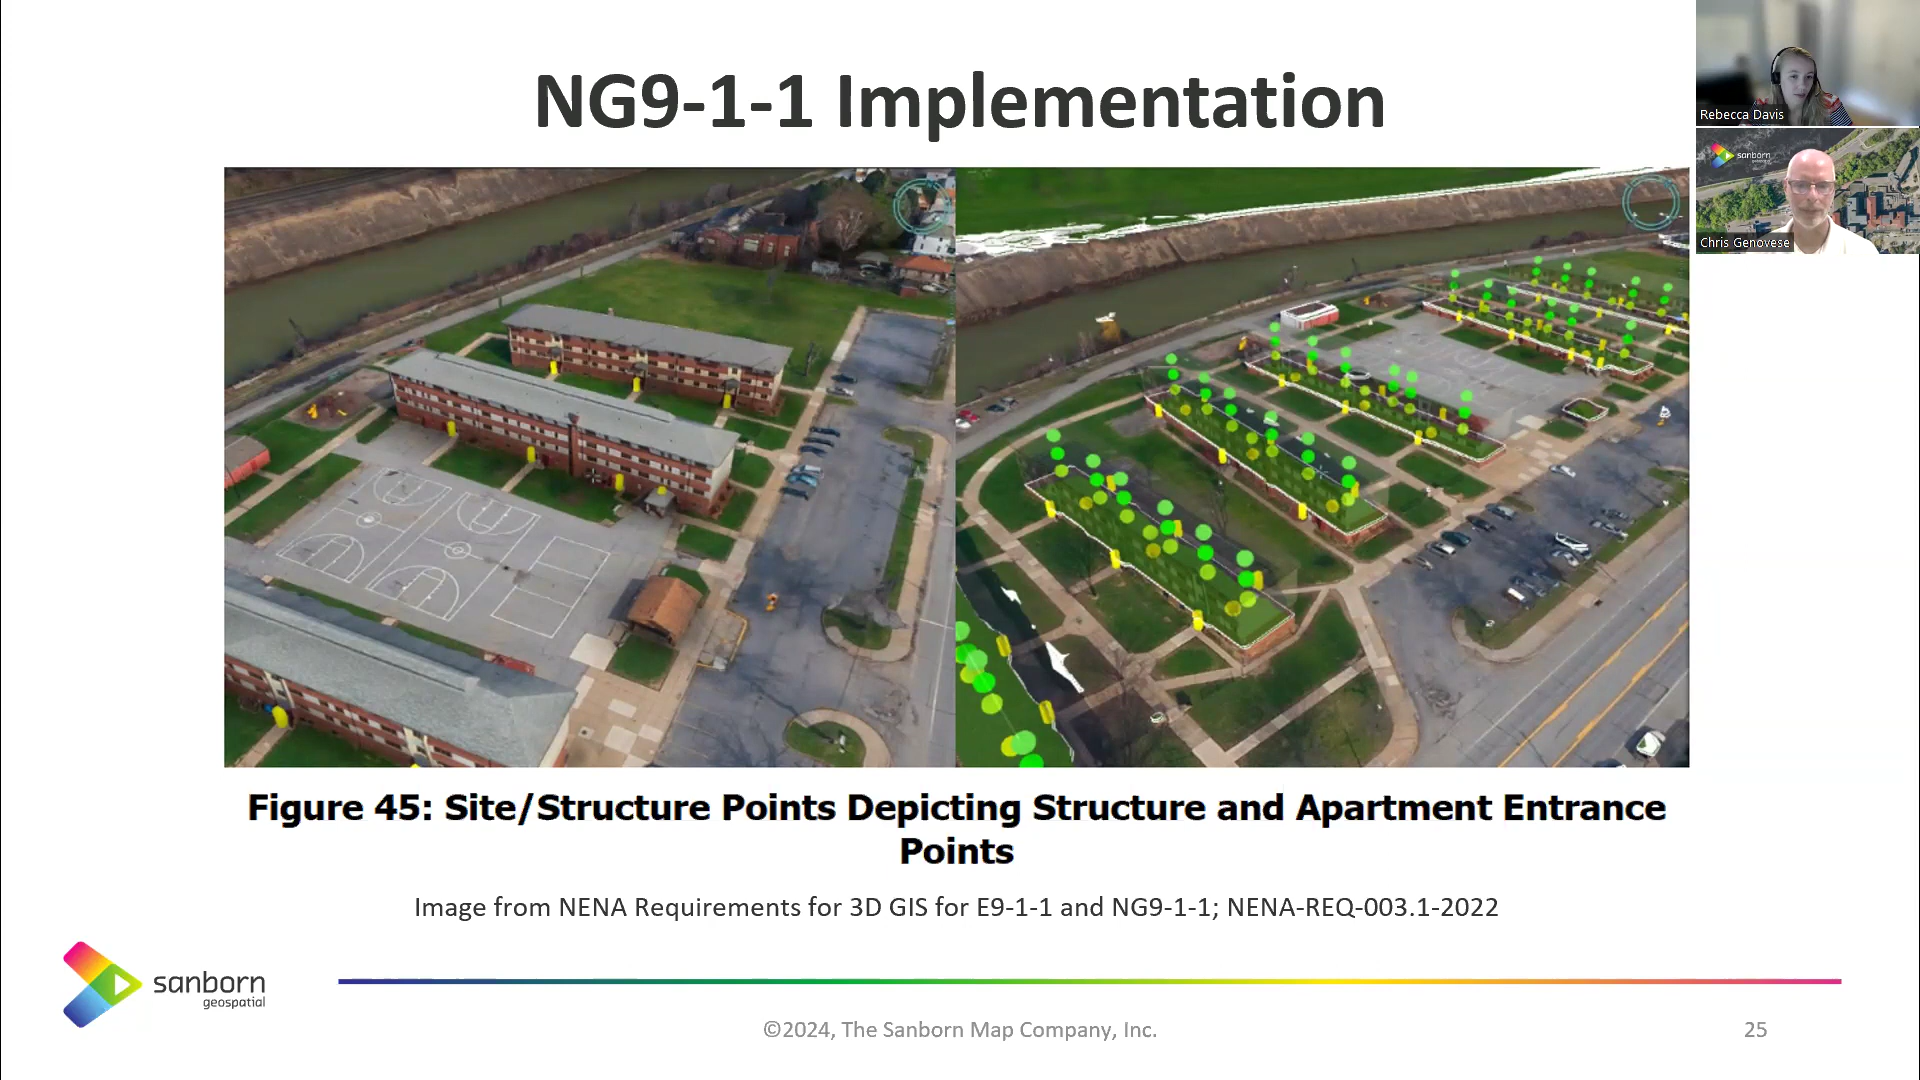 NG9-1-1 Implementation
Rebecca Davis
sanborn
Chris Genovese
Figure 45: Site/Structure Points Depicting Structure and Apartment Entrance
Points
Image from NENA Requirements for 3D GIS for E9-1-1 and NG9-1-1; NENA-REQ-003.1-2022
sanborn
geospatial
©2024, The Sanborn Map Company, Inc.
25